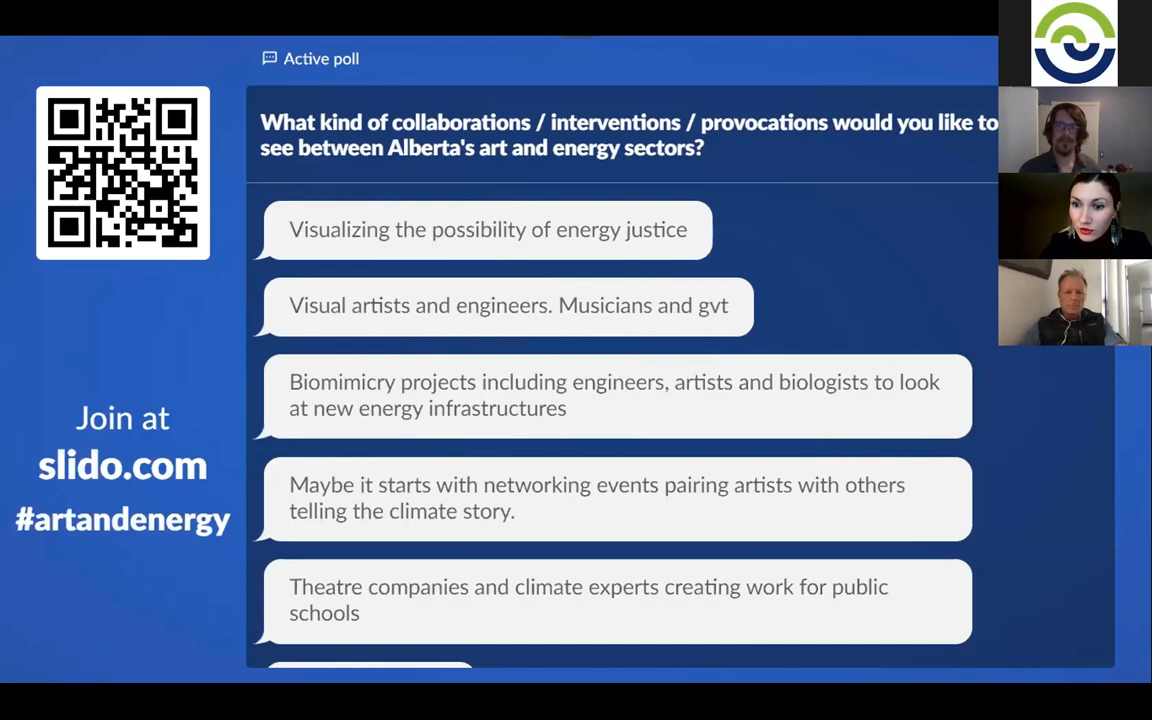 Active poll
What kind of collaborations / interventions / provocations would you like to
see between Alberta's art and energy sectors?
Visualizing the possibility of energy justice
Visual artists and engineers. Musicians and gvt
Biomimicry projects including engineers, artists and biologists to look
at new energy infrastructures
Maybe it starts with networking events pairing artists with others
telling the climate story.
Theatre companies and climate experts creating work for public
schools
Join at
slido.com
#artandenergy